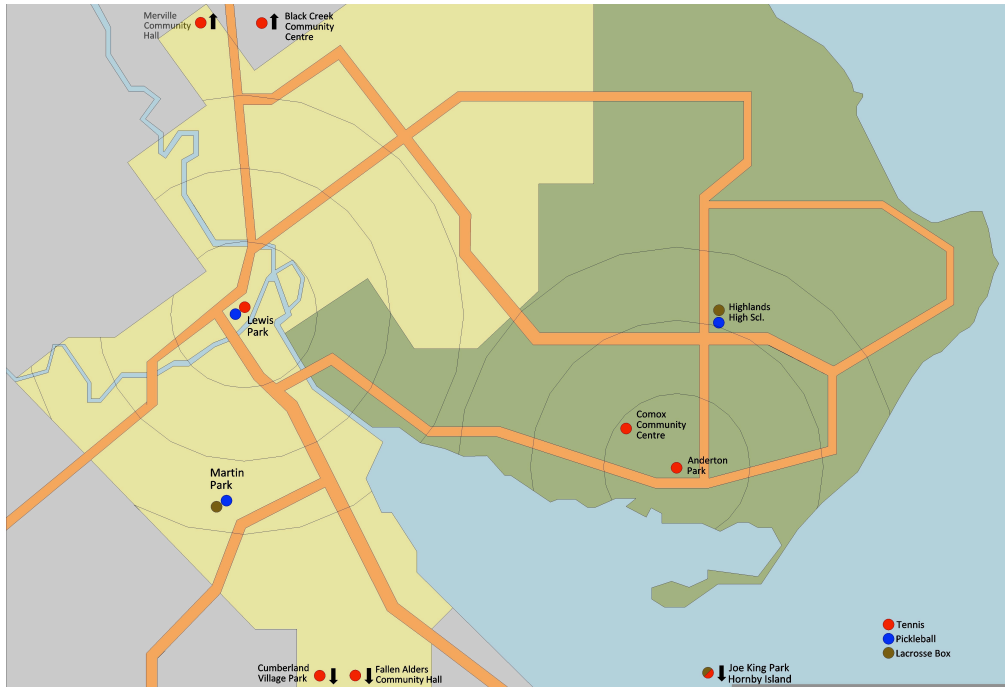 Merville
Community
Hall
Black Creek
Community
Centre
Lewis
Park
Highlands
High Scl.
Comox
Community
Centre
Anderton
Park
Martin
Park
Cumberland
Village Park
Fallen Alders
Community Hall
Joe King Park
Hornby Island
Tennis
Pickleball
Lacrosse Box